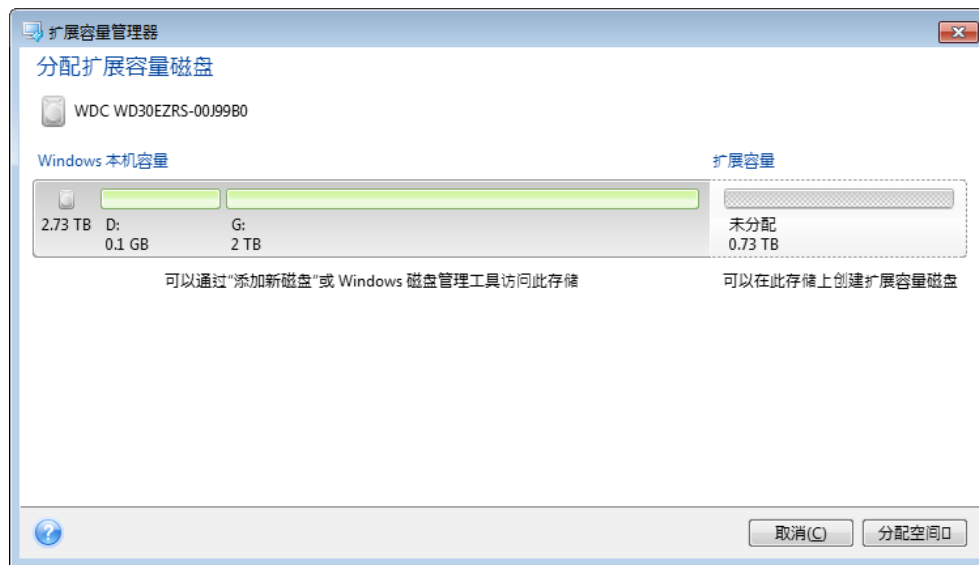 扩展容量管理器
分配扩展容量磁盘
WDC WD30EZRS-00J99B0
Windows 本机容量 扩展容量
2.73 TB D: G: 未分配
0.1 GB 2 TB 0.73 TB
可以通过"添加新磁盘"或 Windows 磁盘管理工具访问此存储 可以在此存储上创建扩展容量磁盘
取消(C) 分配空间□